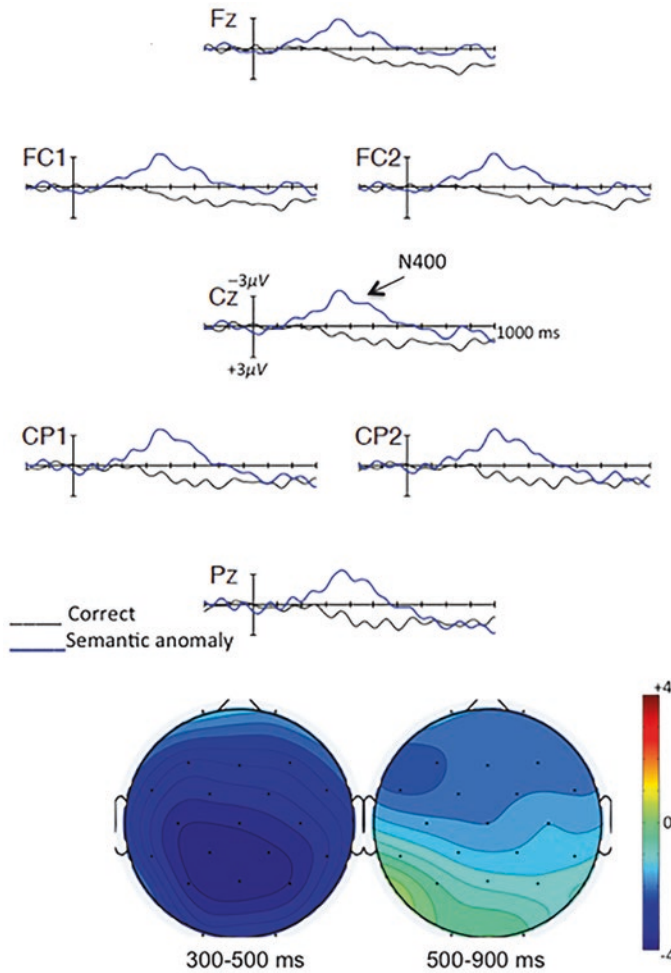 Fz
FC1
FC2
N400
−3μV
Cz
1000 ms
+3μV
CP1
CP2
Pz
Correct
Semantic anomaly
+4
0
300-500 ms
500-900 ms